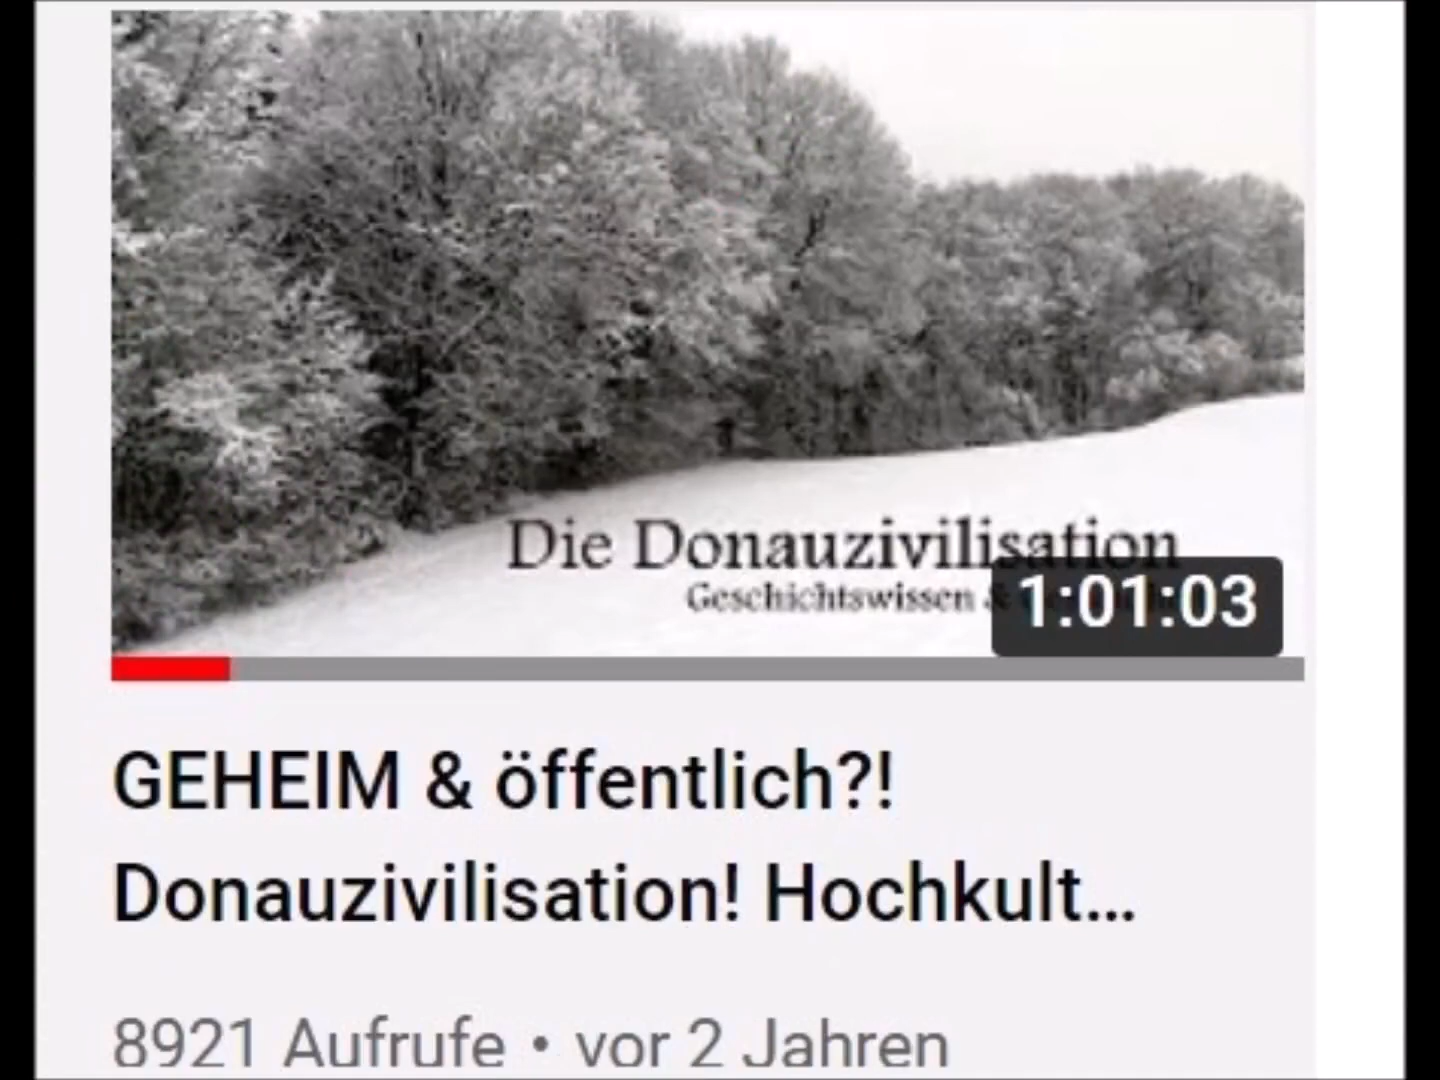 Die Donauzivilisation
Geschichtswissen
1:01:03
GEHEIM & öffentlich?!
Donauzivilisation! Hochkult...
8921 Aufrufe • vor 2 Jahren